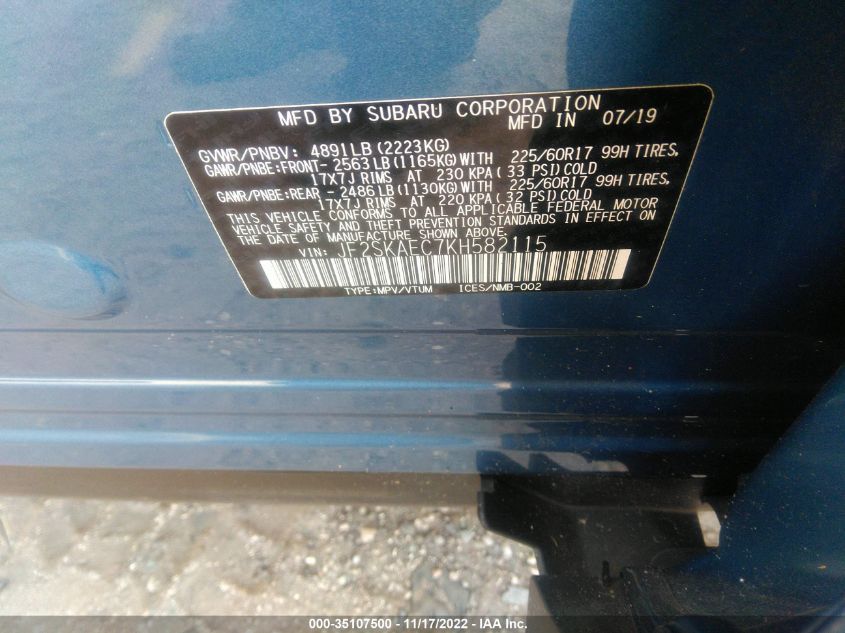 MFD BY SUBARU CORPORATION
MFD IN 07/19
GVWR/PNBV: 4891LB(2223KG)
GAWR/PNBE:FRONT- 2563LB(1165KG)WITH 225/60R17 99H TIRES,
17X7J RIMS AT 230 KPA(33 PSI)COLD
GAWR/PNBE:REAR - 2486LB(1130KG)WITH 225/60R17 99H TIRES,
17X7J RIMS AT 220 KPA(32 PSI)COLD
THIS VEHICLE CONFORMS TO ALL APPLICABLE FEDERAL MOTOR
VEHICLE SAFETY AND THEFT PREVENTION STANDARDS IN EFFECT ON
THE DATE OF MANUFACTURE SHOWN ABOVE.
VIN: JF2SKAEC7KH582115
TYPE:MPV/VTUM ICES/NMB-002
000-35107500 - 11/17/2022 - IAA Inc.